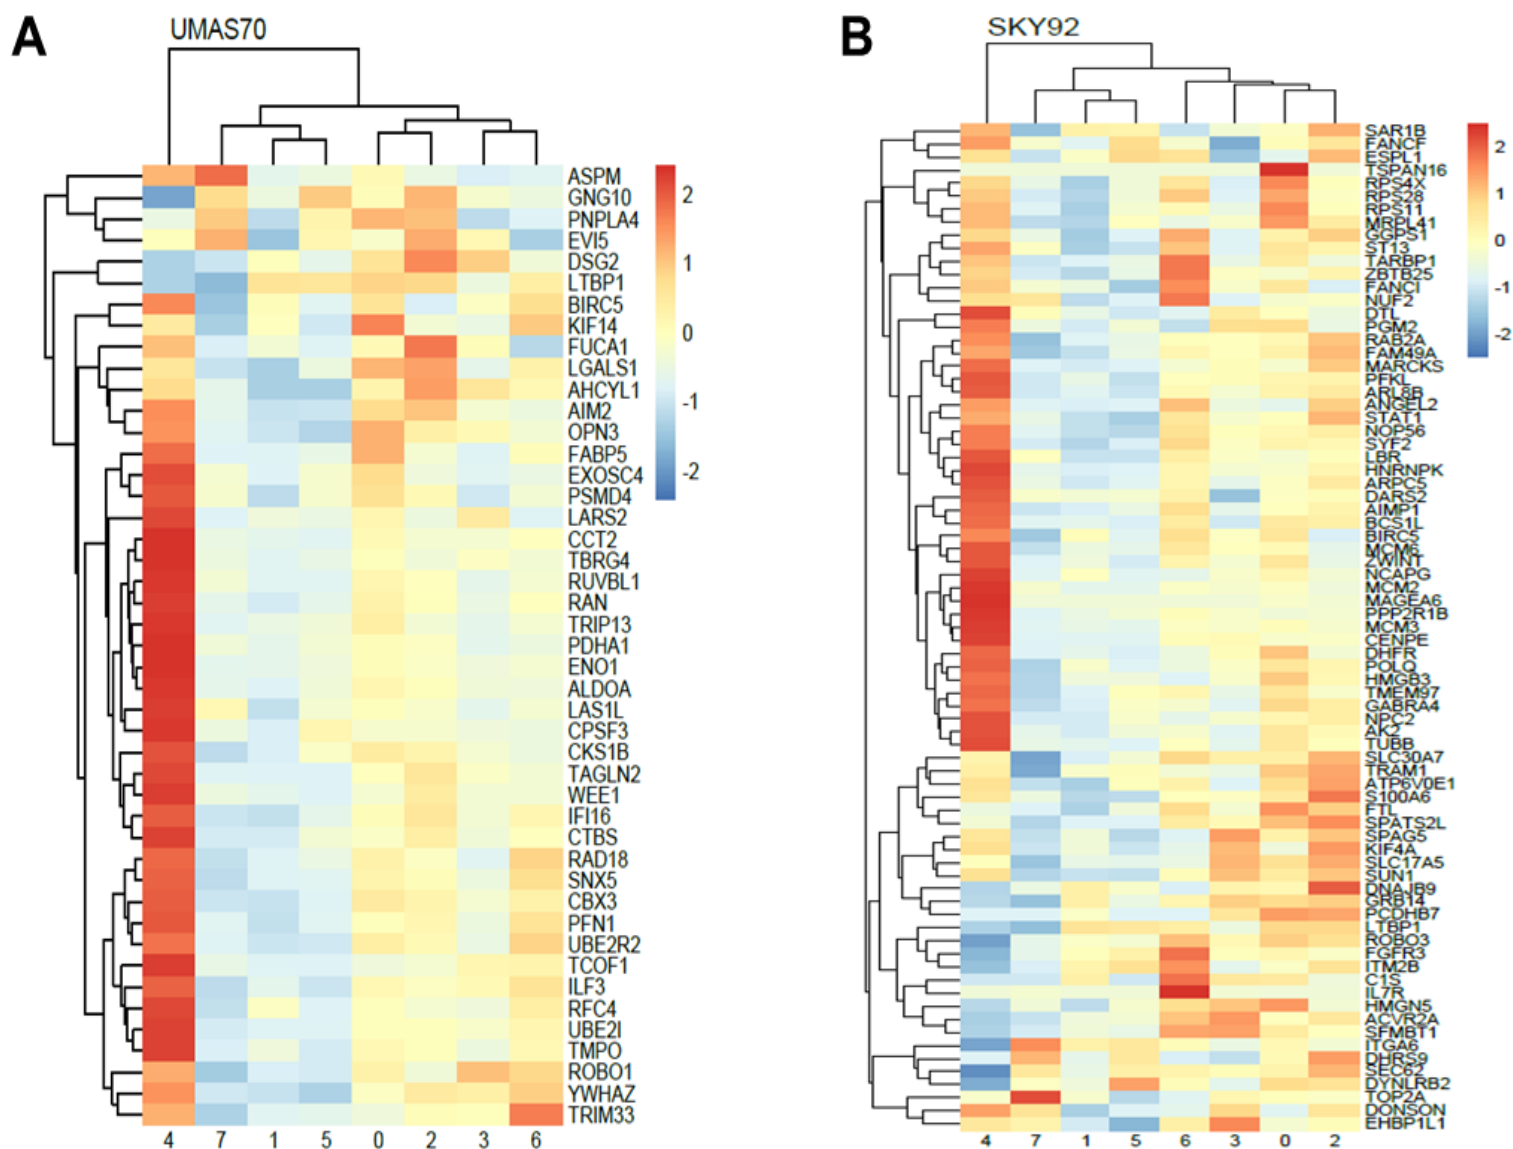 A
UMAS70
ASPM
GNG10
PNPLA4
EVI5
DSG2
LTBP1
BIRC5
KIF14
FUCA1
LGALS1
AHCYL1
AIM2
OPN3
FABP5
EXOSC4
PSMD4
LARS2
CCT2
TBRG4
RUVBL1
RAN
TRIP13
PDHA1
ENO1
ALDOA
LAS1L
CPSF3
CKS1B
TAGLN2
WEE1
IFI16
CTBS
RAD18
SNX5
CBX3
PFN1
UBE2R2
TCOF1
ILF3
RFC4
UBE2I
TMPO
ROBO1
YWHAZ
TRIM33
4 7 1 5 0 2 3 6
2
1
0
-1
-2
B
SKY92
SAR1B
FANCF
ESPL1
TSPAN16
RPS4X
RPS28
RPS11
MRPL41
GGPS1
ST13
TARBP1
ZBTB25
FANCI
NUF2
DTL
PGM2
RAB2A
FAM49A
MARCKS
PFKL
ARL8B
ANGEL2
STAT1
NOP56
SYF2
LBR
HNRNPK
ARPC5
DARS2
AIMP1
BCS1L
BIRC5
MCM6
ZWINT
NCAPG
MCM2
MAGEA6
PPP2R1B
MCM3
CENPE
DHFR
POLQ
HMGB3
TMEM97
GABRA4
NPC2
AK2
TUBB
SLC30A7
TRAM1
ATP6V0E1
S100A6
FTL
SPATS2L
SPAG5
KIF4A
SLC17A5
SUN1
DNAJB9
GRB14
PCDHB7
LTBP1
ROBO3
FGFR3
ITM2B
C1S
IL7R
HMGN5
ACVR2A
SFMBT1
ITGA6
DHRS9
SEC62
DYNLRB2
TOP2A
DONSON
EHBP1L1
4 7 1 5 6 3 0 2
2
1
0
-1
-2